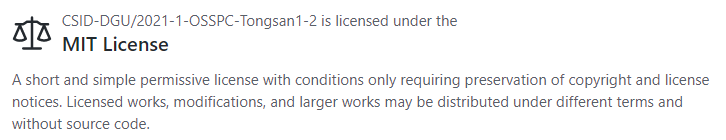 CSID-DGU/2021-1-OSSPC-Tongsan1-2 is licensed under the
MIT License
A short and simple permissive license with conditions only requiring preservation of copyright and license
notices. Licensed works, modifications, and larger works may be distributed under different terms and
without source code.